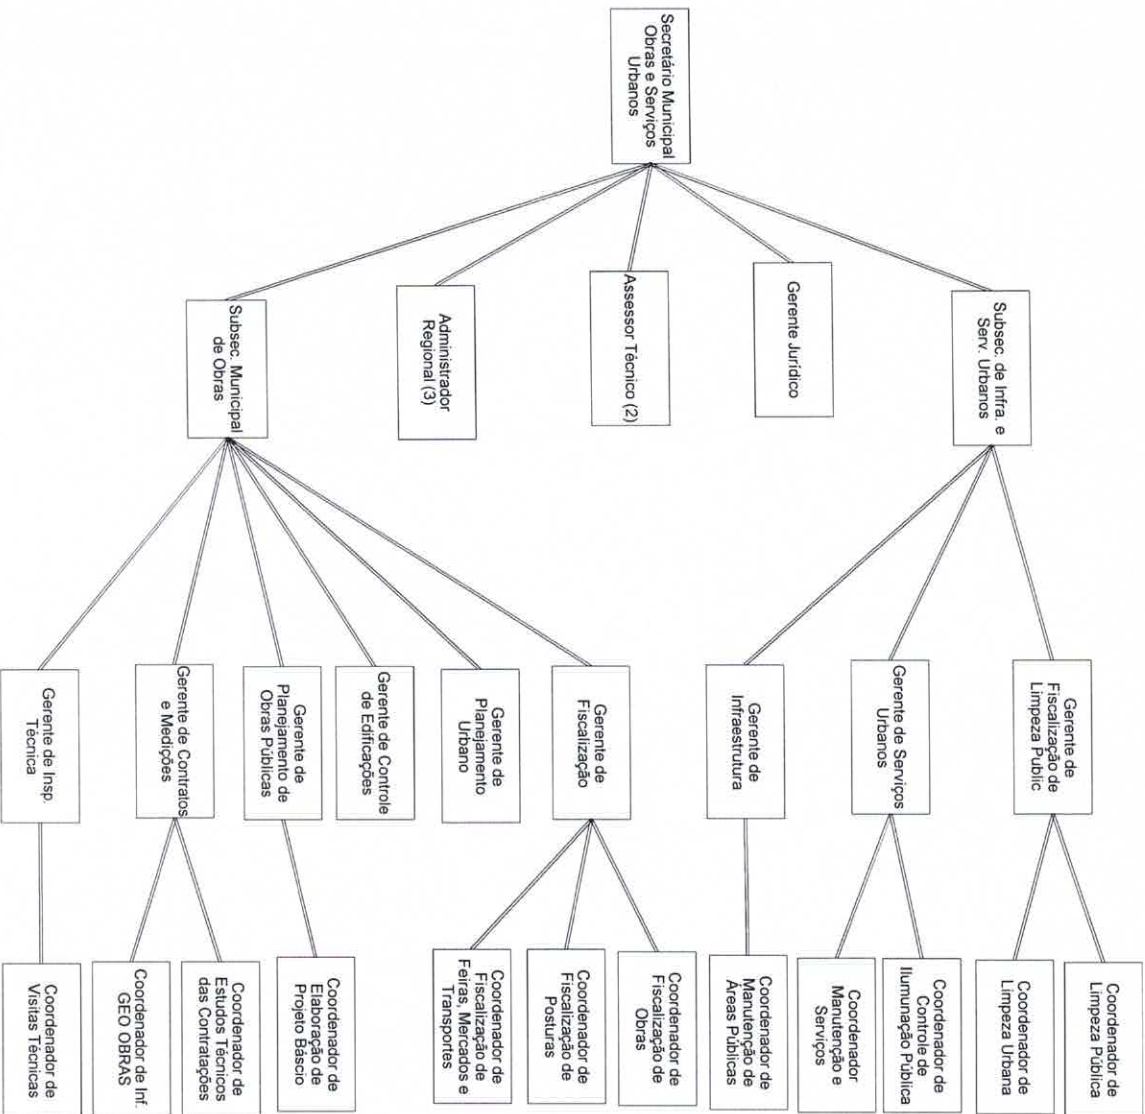 Secretário Municipal
Obras e Serviços
Urbanos
Subsec. Municipal
de Obras
Administrador
Regional (3)
Assessor Técnico (2)
Gerente Jurídico
Subsec. de Infra. e
Serv. Urbanos
Gerente de Insp.
Técnica
Gerente de Contratos
e Medições
Gerente de
Planejamento de
Obras Públicas
Gerente de Controle
de Edificações
Gerente de
Planejamento
Urbano
Gerente de
Fiscalização
Gerente de
Infraestrutura
Gerente de Serviços
Urbanos
Gerente de
Fiscalização de
Limpeza Public
Coordenador de
Visitas Técnicas
Coordenador de Inf.
GEO OBRAS
Coordenador de
Estudos Técnicos
das Contratações
Coordenador de
Elaboração de
Projeto Báscio
Coordenador de
Fiscalização de
Feiras, Mercados e
Transportes
Coordenador de
Fiscalização de
Posturas
Coordenador de
Fiscalização de
Obras
Coordenador de
Manutenção de
Áreas Públicas
Coordenador
Manutenção e
Serviços
Coordenador de
Controle de
Ilumunação Pública
Coordenador de
Limpeza Urbana
Coordenador de
Limpeza Pública